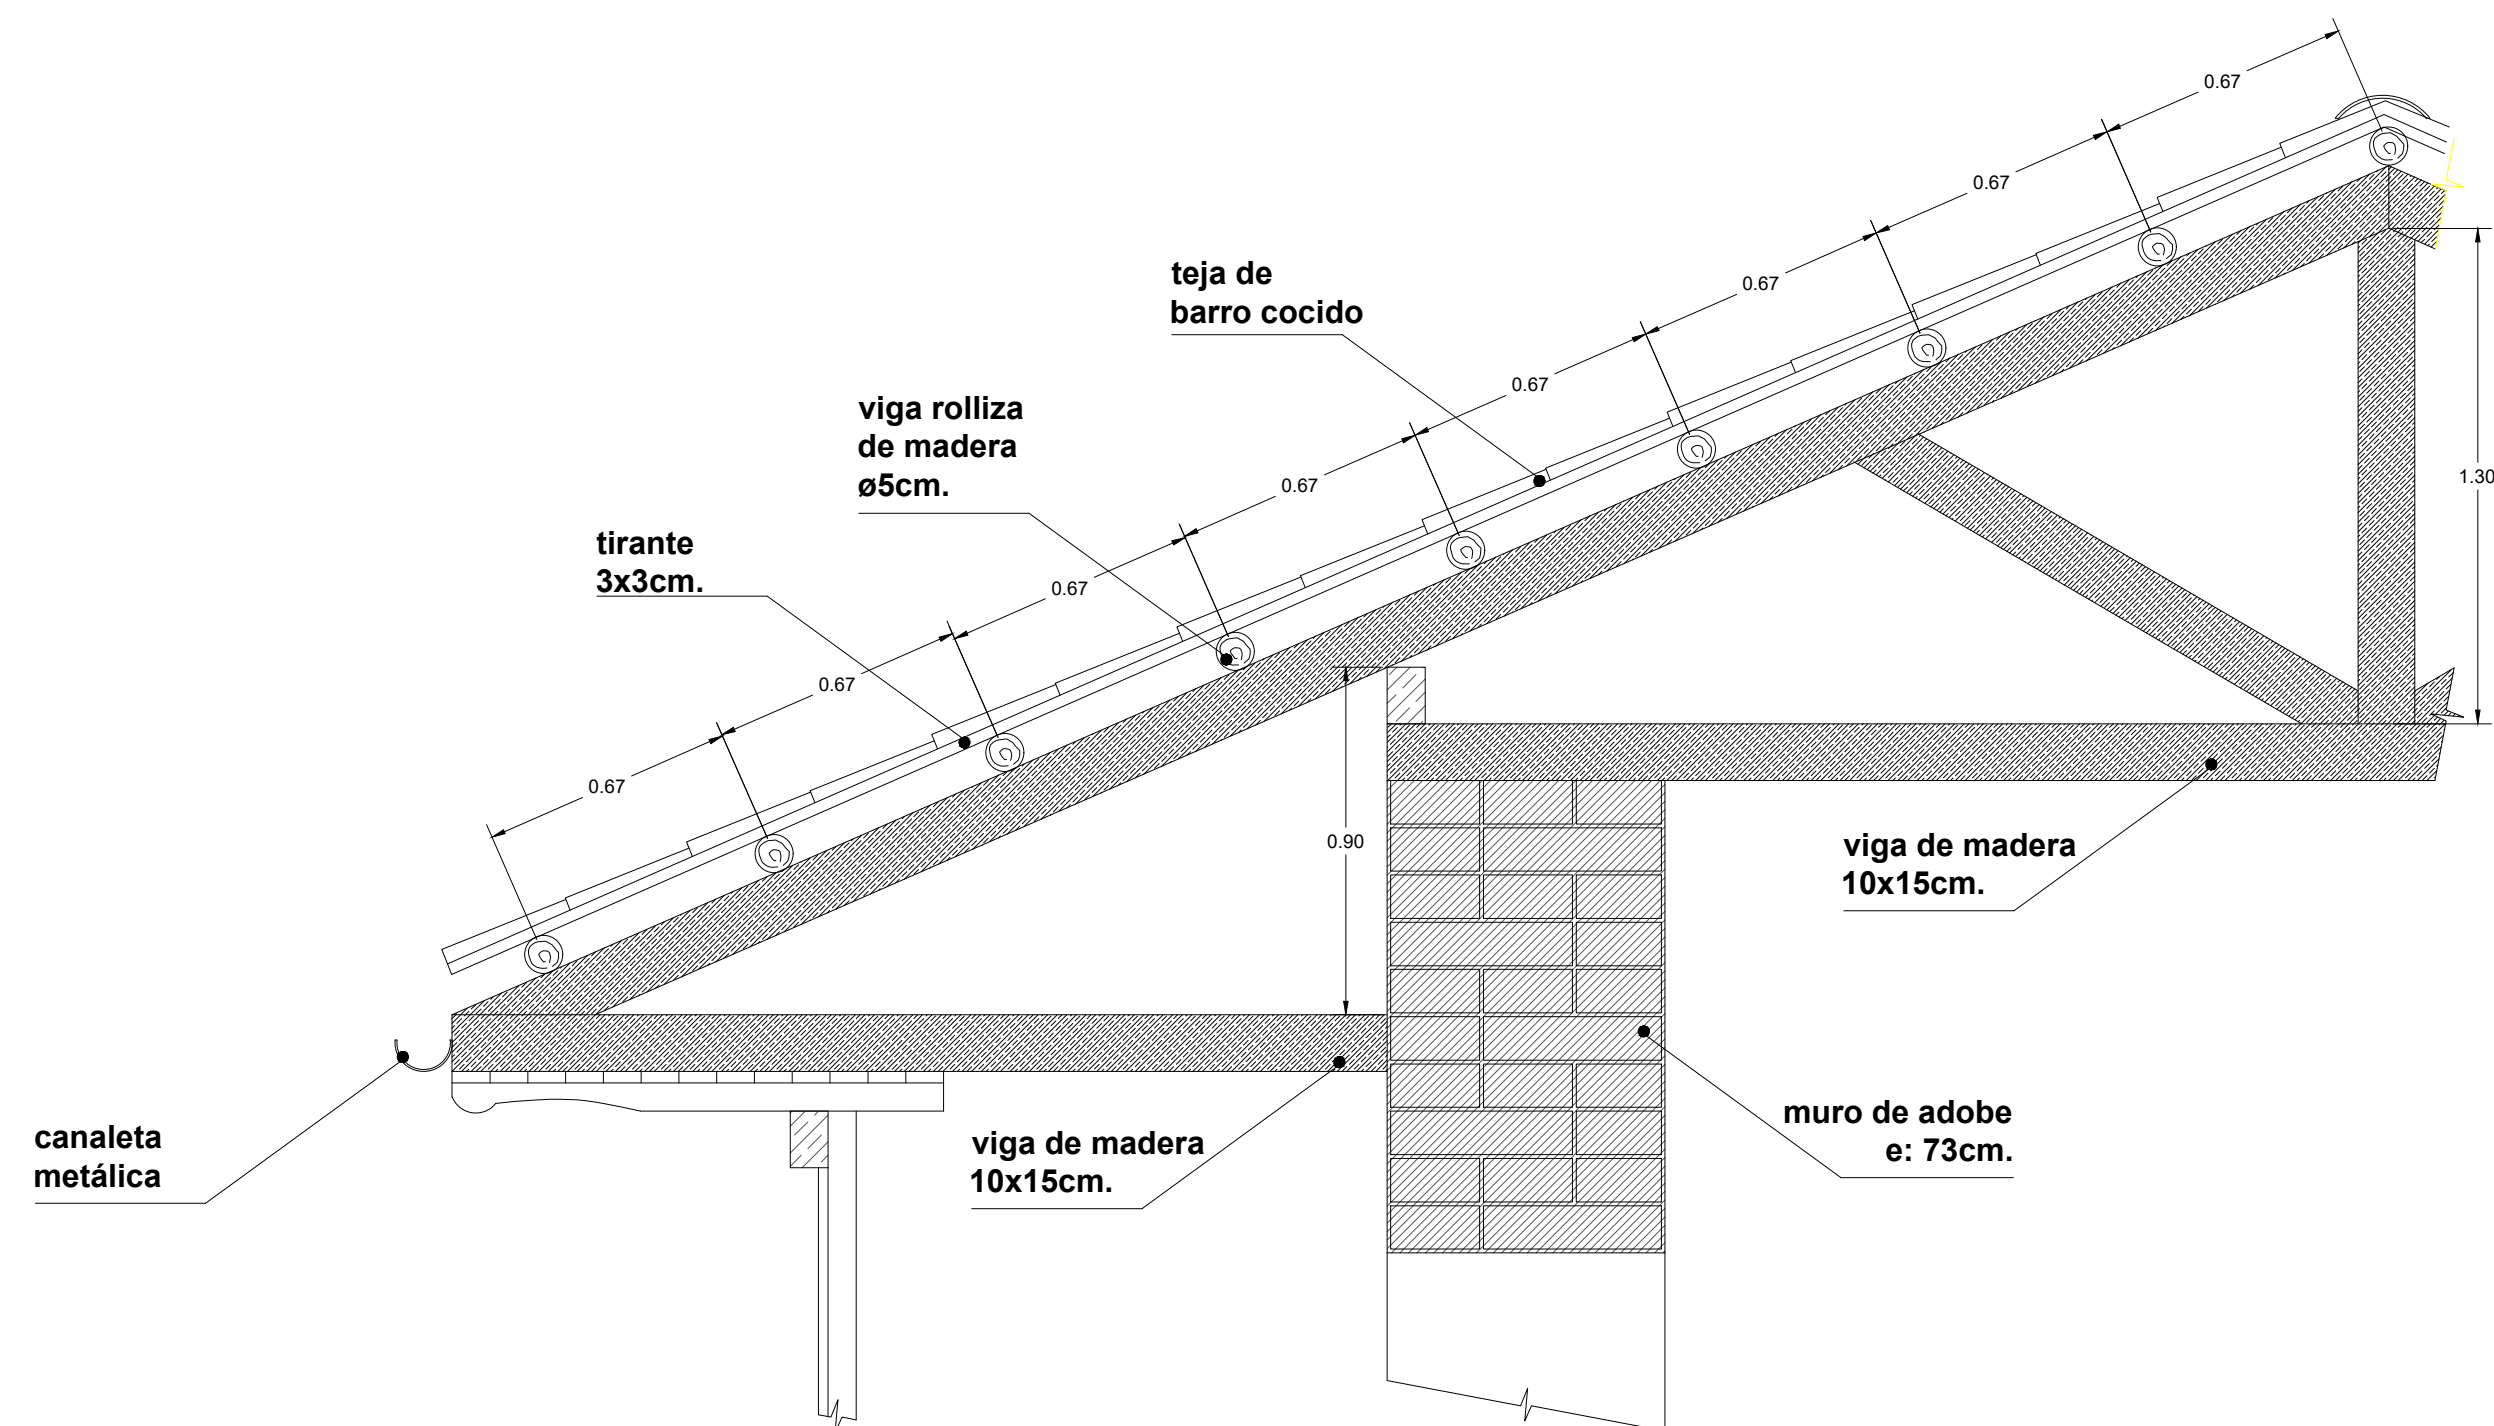 0.67
0.67
0.67
0.67
0.67
0.67
0.67
0.67
teja de
barro cocido
viga rolliza
de madera
ø5cm.
tirante
3x3cm.
1.30
0.90
viga de madera
10x15cm.
canaleta
metálica
viga de madera
10x15cm.
muro de adobe
e: 73cm.